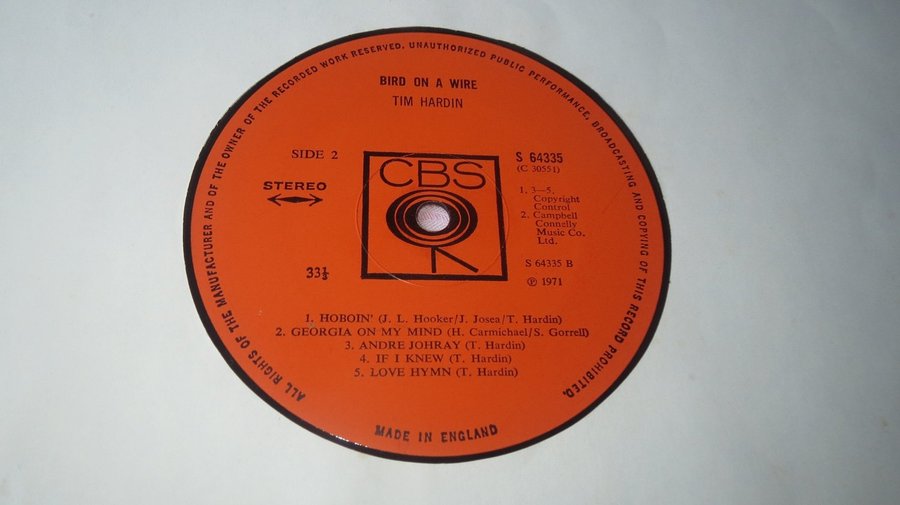 ALL RIGHTS OF THE MANUFACTURER AND OF THE OWNER OF THE RECORDED WORK RESERVED. UNAUTHORIZED PUBLIC PERFORMANCE, BROADCASTING AND COPYING OF THIS RECORD PROHIBITED.
BIRD ON A WIRE
TIM HARDIN
SIDE 2
STEREO
33⅓
CBS
S 64335
(C 30551)
1, 3—5.
Copyright
Control
2. Campbell
Connelly
Music Co.
Ltd.
S 64335 B
℗ 1971
1. HOBOIN' (J. L. Hooker/J. Josea/T. Hardin)
2. GEORGIA ON MY MIND (H. Carmichael/S. Gorrell)
3. ANDRE JOHRAY (T. Hardin)
4. IF I KNEW (T. Hardin)
5. LOVE HYMN (T. Hardin)
MADE IN ENGLAND